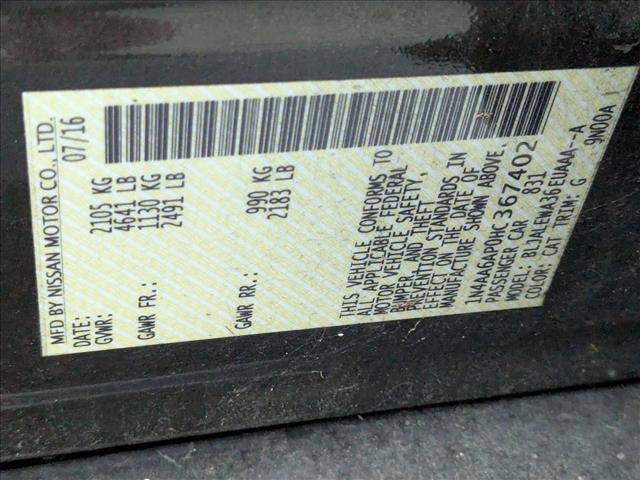 MFD BY NISSAN MOTOR CO., LTD.
DATE: 07/16
GVWR: 2105 KG
4641 LB
GAWR FR.: 1130 KG
2491 LB
GAWR RR.: 990 KG
2183 LB
THIS VEHICLE CONFORMS TO
ALL APPLICABLE FEDERAL
MOTOR VEHICLE SAFETY,
BUMPER, AND THEFT
PREVENTION STANDARDS IN
EFFECT ON THE DATE OF
MANUFACTURE SHOWN ABOVE.
1N4AA6AP0HC367402
PASSENGER CAR 831
MODEL: BL3ALEWA36EUAAA--A
COLOR: CAT TRIM: G 9N00A